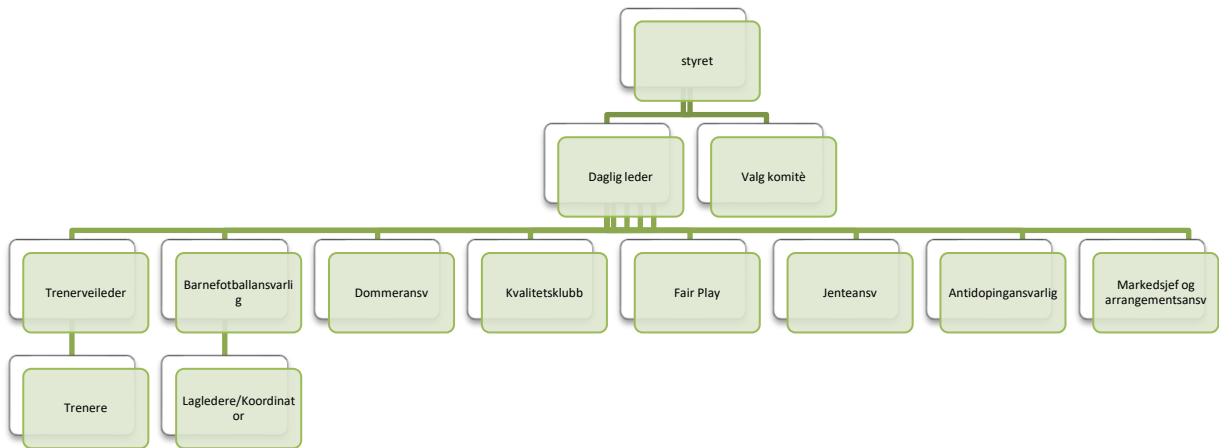 styret
Daglig leder
Valg komitè
Trenerveileder
Barnefotballansvarli
g
Dommeransv
Kvalitetsklubb
Fair Play
Jenteansv
Antidopingansvarlig
Markedsjef og
arrangementsansv
Trenere
Lagledere/Koordinat
or